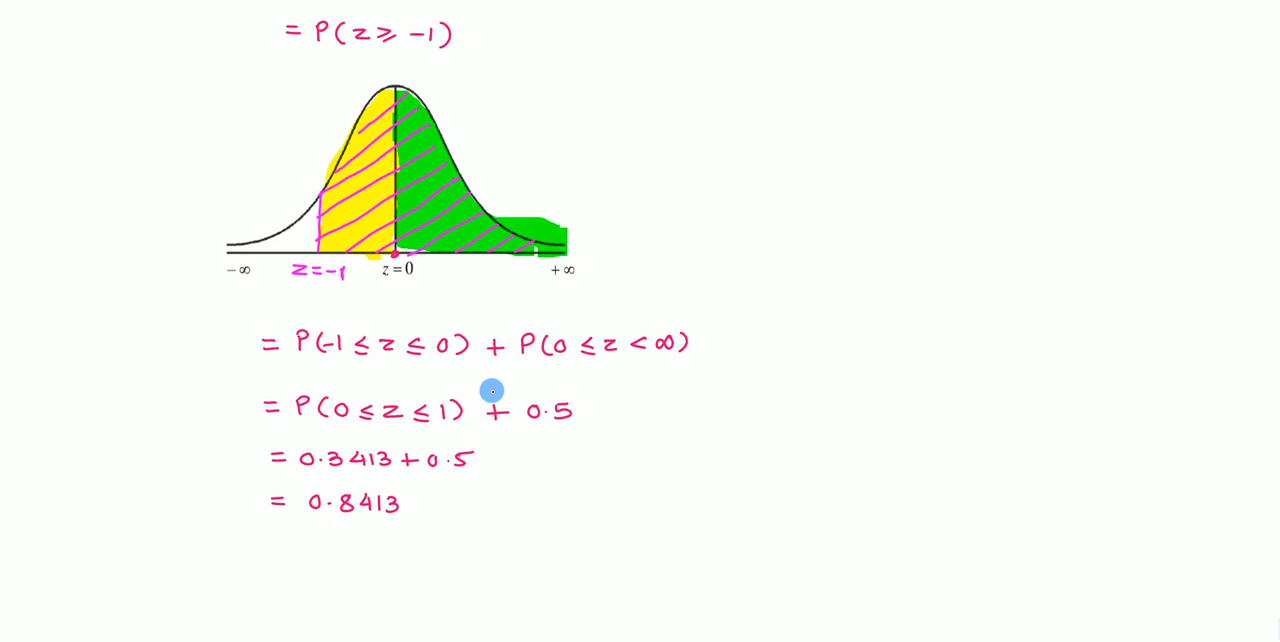 = P(z ≥ -1)
-∞ z=-1 z=0 +∞
= P(-1 ≤ z ≤ 0) + P(0 ≤ z < ∞)
= P(0 ≤ z ≤ 1) + 0.5
= 0.3413 + 0.5
= 0.8413